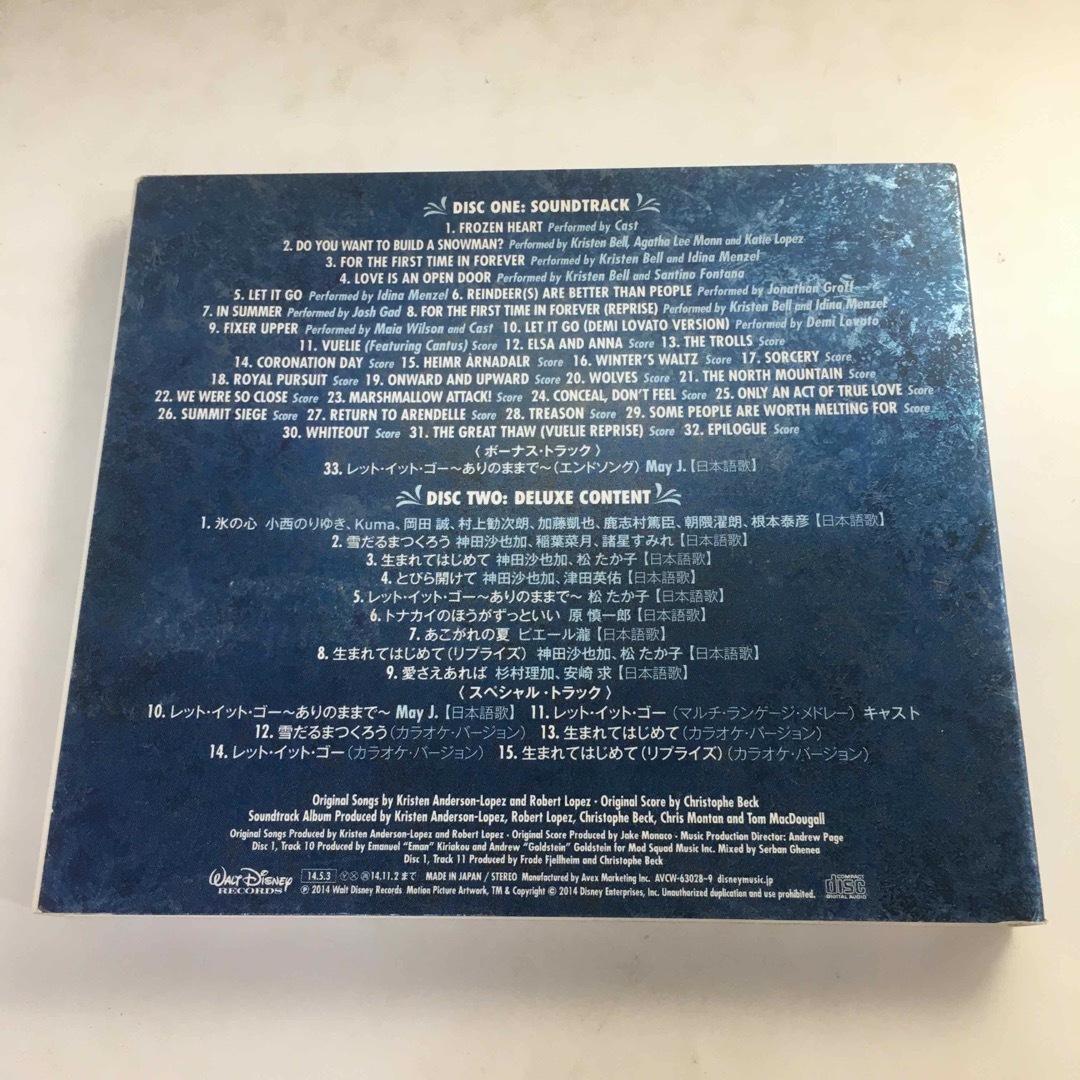 DISC ONE: SOUNDTRACK
1. FROZEN HEART Performed by Cast
2. DO YOU WANT TO BUILD A SNOWMAN? Performed by Kristen Bell, Agatha Lee Monn and Katie Lopez
3. FOR THE FIRST TIME IN FOREVER Performed by Kristen Bell and Idina Menzel
4. LOVE IS AN OPEN DOOR Performed by Kristen Bell and Santino Fontana
5. LET IT GO Performed by Idina Menzel 6. REINDEER(S) ARE BETTER THAN PEOPLE Performed by Jonathan Groff
7. IN SUMMER Performed by Josh Gad 8. FOR THE FIRST TIME IN FOREVER (REPRISE) Performed by Kristen Bell and Idina Menzel
9. FIXER UPPER Performed by Maia Wilson and Cast 10. LET IT GO (DEMI LOVATO VERSION) Performed by Demi Lovato
11. VUELIE (Featuring Cantus) Score 12. ELSA AND ANNA Score 13. THE TROLLS Score
14. CORONATION DAY Score 15. HEIMR ÀRNADALR Score 16. WINTER'S WALTZ Score 17. SORCERY Score
18. ROYAL PURSUIT Score 19. ONWARD AND UPWARD Score 20. WOLVES Score 21. THE NORTH MOUNTAIN Score
22. WE WERE SO CLOSE Score 23. MARSHMALLOW ATTACK! Score 24. CONCEAL, DON'T FEEL Score 25. ONLY AN ACT OF TRUE LOVE Score
26. SUMMIT SIEGE Score 27. RETURN TO ARENDELLE Score 28. TREASON Score 29. SOME PEOPLE ARE WORTH MELTING FOR Score
30. WHITEOUT Score 31. THE GREAT THAW (VUELIE REPRISE) Score 32. EPILOGUE Score
〈ボーナス・トラック〉
33. レット・イット・ゴー～ありのままで～(エンドソング) May J.【日本語歌】
DISC TWO: DELUXE CONTENT
1. 氷の心 小西のりゆき、Kuma、岡田 誠、村上勧次朗、加藤凱也、鹿志村篤臣、朝隈濯朗、根本泰彦【日本語歌】
2. 雪だるまつくろう 神田沙也加、稲葉菜月、諸星すみれ【日本語歌】
3. 生まれてはじめて 神田沙也加、松 たか子【日本語歌】
4. とびら開けて 神田沙也加、津田英佑【日本語歌】
5. レット・イット・ゴー～ありのままで～ 松 たか子【日本語歌】
6. トナカイのほうがずっといい 原 慎一郎【日本語歌】
7. あこがれの夏 ピエール瀧【日本語歌】
8. 生まれてはじめて(リプライズ) 神田沙也加、松 たか子【日本語歌】
9. 愛さえあれば 杉村理加、安崎 求【日本語歌】
〈スペシャル・トラック〉
10. レット・イット・ゴー～ありのままで～ May J.【日本語歌】 11. レット・イット・ゴー(マルチ・ランゲージ・メドレー) キャスト
12. 雪だるまつくろう(カラオケ・バージョン) 13. 生まれてはじめて(カラオケ・バージョン)
14. レット・イット・ゴー(カラオケ・バージョン) 15. 生まれてはじめて(リプライズ)(カラオケ・バージョン)
Original Songs by Kristen Anderson-Lopez and Robert Lopez · Original Score by Christophe Beck
Soundtrack Album Produced by Kristen Anderson-Lopez, Robert Lopez, Christophe Beck, Chris Montan and Tom MacDougall
Original Songs Produced by Kristen Anderson-Lopez and Robert Lopez · Original Score Produced by Jake Monaco · Music Production Director: Andrew Page
Disc 1, Track 10 Produced by Emanuel "Eman" Kiriakou and Andrew "Goldstein" Goldstein for Mod Squad Music Inc. Mixed by Serban Ghenea
Disc 1, Track 11 Produced by Frode Fjellheim and Christophe Beck
WALT DISNEY RECORDS
14.5.3 Ⓨ Ⓧ 再 14.11.2 まで MADE IN JAPAN / STEREO Manufactured by Avex Marketing Inc. AVCW-63028~9 disneymusic.jp
℗ 2014 Walt Disney Records Motion Picture Artwork, TM & Copyright © 2014 Disney Enterprises, Inc. Unauthorized duplication and use prohibited.
COMPACT disc DIGITAL AUDIO